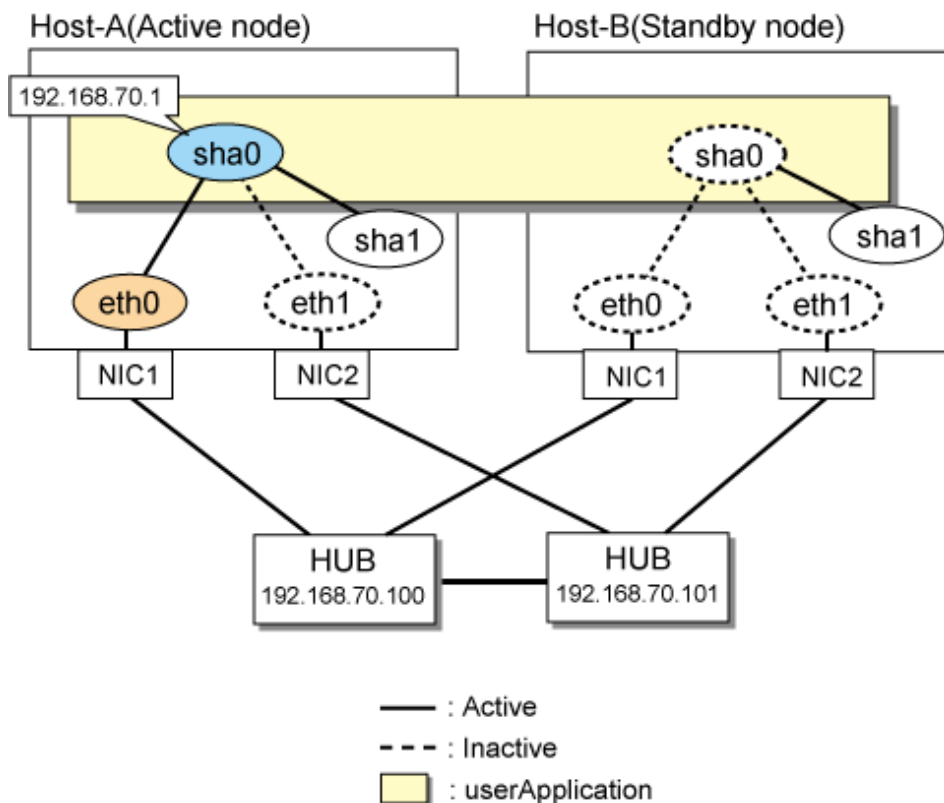 Host-A(Active node)
Host-B(Standby node)
192.168.70.1
sha0
sha0
sha1
sha1
eth0
eth1
eth0
eth1
NIC1
NIC2
NIC1
NIC2
HUB
192.168.70.100
HUB
192.168.70.101
: Active
: Inactive
: userApplication